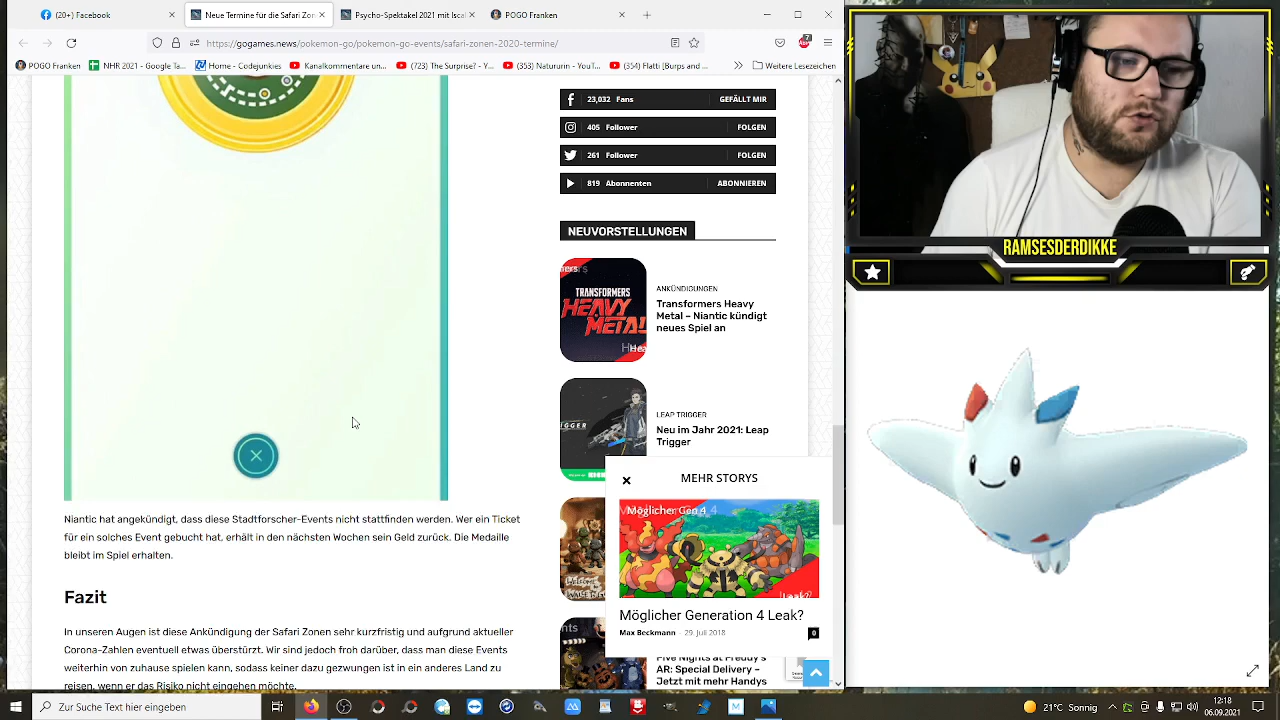 Neue Termine der Safari Zo
POGO Franken - Teamseite
https://pogofranken.de/news/pokemon-go/pokemon-go-events/safari-zonen-2020-termine/
7
POGO Franken
NHR 2021 - Google Ta...
Home - Codejunkies
Kanalkommentare un...
(723) The Surprise? - Y...
(353) Naturum - YouT...
(354) Flatti [Burps and ...
Weitere Lesezeichen
23,032 Fans GEFÄLLT MIR
405 Follower FOLGEN
261 Follower FOLGEN
819 Abonnenten ABONNIEREN
NEUVORSTELLUNGEN
TRANSFORMERS
HEAVY
METAL
ANKÜNDIGUNGEN
Transformers Heavy
Metal – Niantic kündigt
neues Spiel an
LEAP TRIGGER
Neu im Jahr 2021: Leap
Trigger
MEHR STORYS
Möglicher Gen 4
Leak?
Möglicher Generation 4 Leak?
Max Beckmann - 29. Juli 2018
0
Five Nights at Freddy's
AR: Special Delivery –
Jetzt mit mehr Handys
Niantic hat angekündigt, dass diese Stadtforscher-Events nicht stattfinden werden. Wer ein Ticket
für ein solches Event gebucht hat, erhält in den nächsten Wochen sein Geld zurück. Die Medaille
bleibt im Spiel erhalten.
Fazit
In unseren Augen ist diese Ankündigung der Safari Zonen sehr kurzfristig und aufgrund aktueller
Corona-Zahlen eventuell etwas überstürzt. Wir sind jedoch froh darüber, dass man diese Events
weiterhin von zuhause spielen kann, sodass keiner dazu gezwungen ist in ein anderes Land zu
reisen, wenn er das Risiko nicht eingehen möchte.
RAMSESDERDIKKE
Zur Suche Text hier eingeben
21°C Sonnig
12:18
06.09.2021